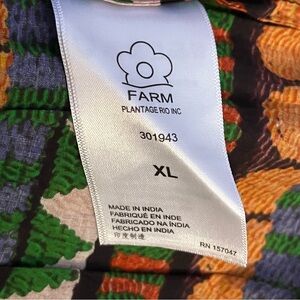 FARM
PLANTAGE RIO INC
301943
XL
MADE IN INDIA
FABRIQUÉ EN INDE
FABRICADO NA ÍNDIA
HECHO EN INDIA
印度制造
RN 157047